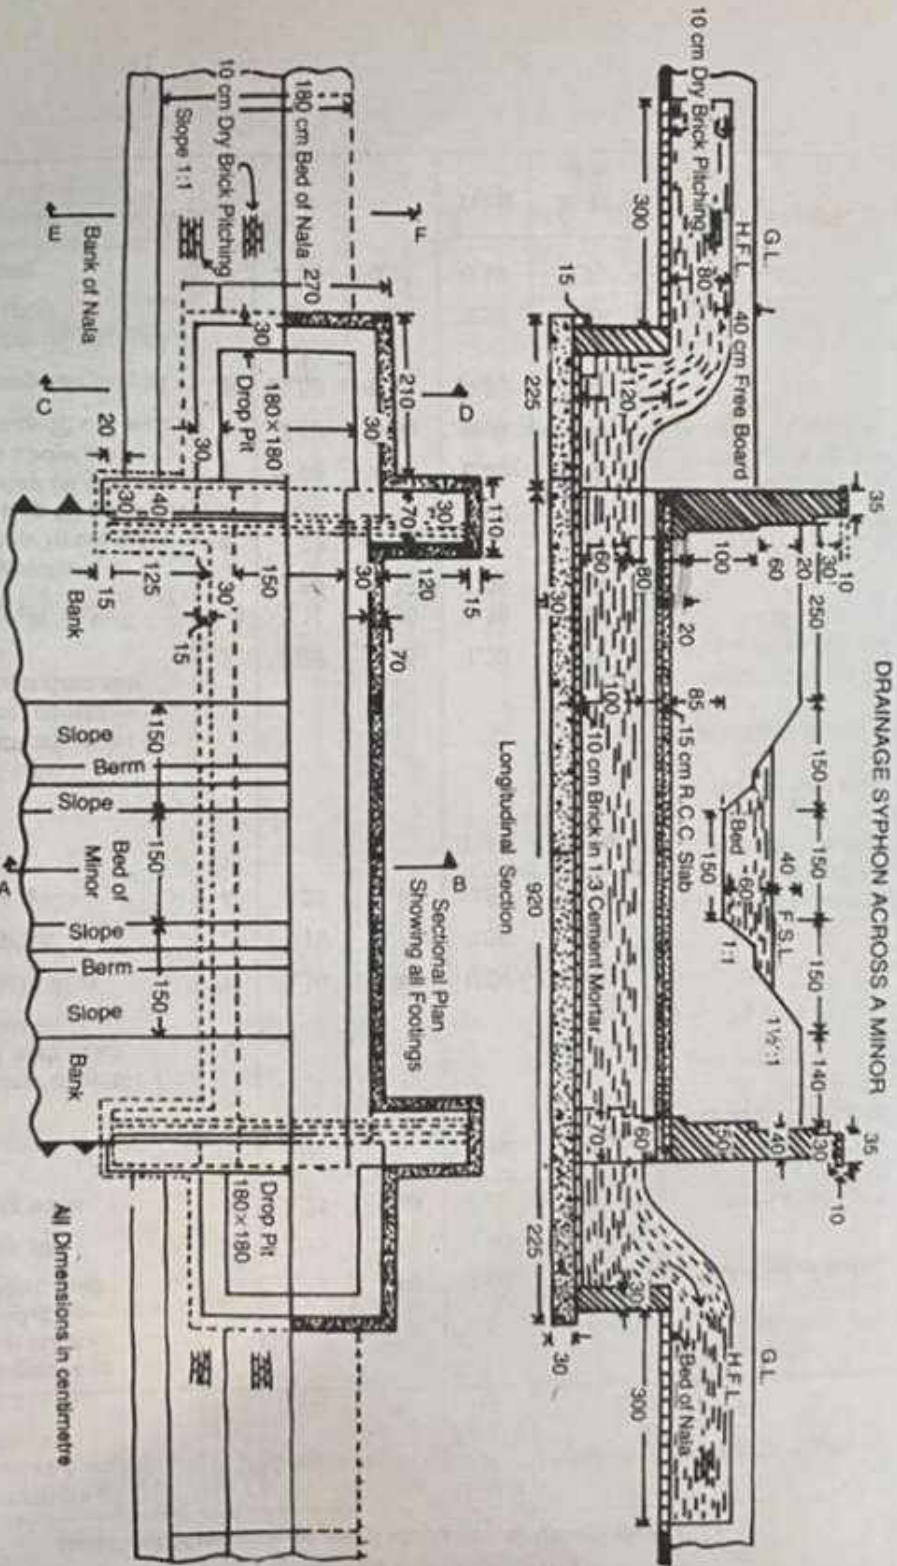 DRAINAGE SYPHON ACROSS A MINOR
35
10
30
20
60
100
250
150
150
150
140
35
30
10
40
50
G.L.
H.F.L.
40 cm Free Board
10 cm Dry Brick Pitching
80
300
40
F.S.L.
Bed
60
150
1:1
1½:1
G.L.
H.F.L.
Bed of Nala
300
20
85
15 cm R.C.C. Slab
120
60
80
100
10 cm Brick in 1:3 Cement Mortar
70
60
30
15
30
30
225
920
225
Longitudinal Section
Sectional Plan
Showing all Footings
F
D
B
210
110
30
70
15
120
70
270
180 cm Bed of Nala
10 cm Dry Brick Pitching
Slope 1:1
30
180×180
Drop Pit
30
30
150
30
30
125
15
15
40
30
20
Drop Pit
180×180
Bank of Nala
E
C
A
Bank
Slope
150
Berm
Slope
150
Bed of
Minor
Slope
Berm
150
Slope
Bank
All Dimensions in centimetre